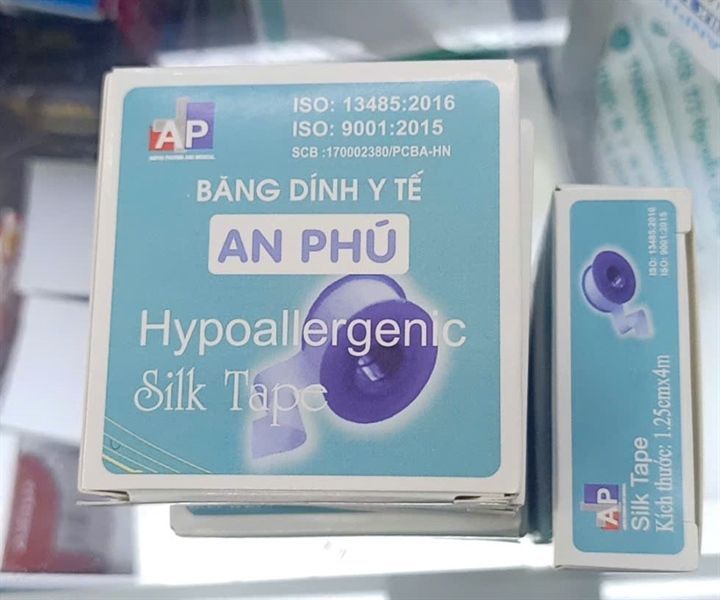 AP
ISO: 13485:2016
ISO: 9001:2015
SCB :170002380/PCBA-HN
BĂNG DÍNH Y TẾ
AN PHÚ
Hypoallergenic
Silk Tape
ISO: 13485:2016
ISO: 9001:2015
AP
Silk Tape
Kích thước: 1.25cmx4m